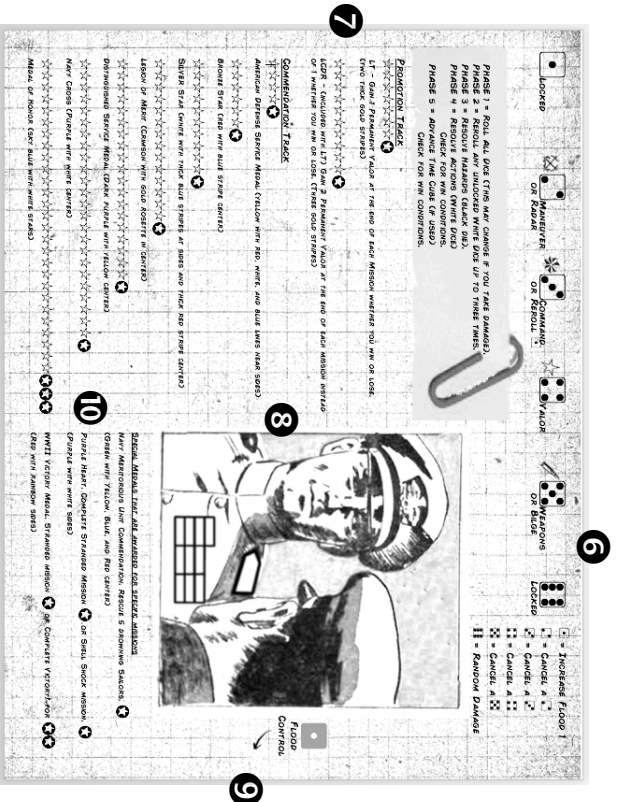 Locked
Maneuver
or Radar
Command
or Reroll
Valor
Weapons
or Bilge
Locked
= Increase Flood 1
= Cancel a
= Cancel a
= Cancel a
= Cancel a
= Random Damage
Phase 1 = Roll all dice (this may change if you take damage).
Phase 2 = Reroll any unlocked white dice up to three times.
Phase 3 = Resolve hazards (black die).
Phase 4 = Resolve actions (white dice)
Check for win conditions.
Phase 5 = Advance time cube (if used)
Check for win conditions.
Promotion Track
LT – Gain 1 Permanent Valor at the end of each mission whether you win or lose.
(two thick gold stripes)
LCDR – (included with LT) Gain 2 Permanent Valor at the end of each mission instead
of 1 whether you win or lose. (three gold stripes)
Commendation Track
American Defense Service Medal (yellow with red, white, and blue lines near sides)
Bronze Star (red with blue stripe center)
Silver Star (white with thick blue stripes at sides and thick red stripe center)
Legion of Merit (crimson with gold rosette in center)
Distinguished Service Medal (dark purple with yellow center)
Navy Cross (purple with white center)
Medal of Honor (sky blue with white stars)
Flood
Control
Special Medals that are awarded for specific missions
Navy Meritorious Unit Commendation, Rescue 5 drowning sailors,
(Green with Yellow, Blue, and Red center)
Purple Heart, Complete Stranded Mission or Shell Shock mission,
(Purple with white sides)
WWII Victory Medal, Stranded mission or Complete Victory!, for
(Red with rainbow sides)
6
7
8
9
10